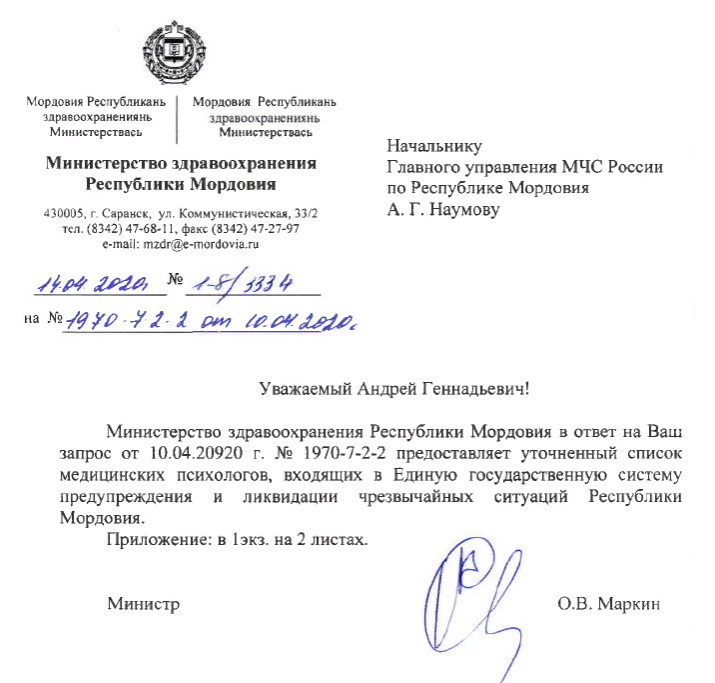 Мордовия Республикань
здравоохранениянь
Министерствась
Мордовия Республикань
здравоохранениянь
Министерствась
Министерство здравоохранения
Республики Мордовия
430005, г. Саранск, ул. Коммунистическая, 33/2
тел. (8342) 47-68-11, факс (8342) 47-27-97
e-mail: mzdr@e-mordovia.ru
14.04.2020г № 1-8/3334
на № 1970-7-2-2 от 10.04.2020г.
Начальнику
Главного управления МЧС России
по Республике Мордовия
А. Г. Наумову
Уважаемый Андрей Геннадьевич!
Министерство здравоохранения Республики Мордовия в ответ на Ваш
запрос от 10.04.20920 г. № 1970-7-2-2 предоставляет уточненный список
медицинских психологов, входящих в Единую государственную систему
предупреждения и ликвидации чрезвычайных ситуаций Республики
Мордовия.
Приложение: в 1экз. на 2 листах.
Министр О.В. Маркин